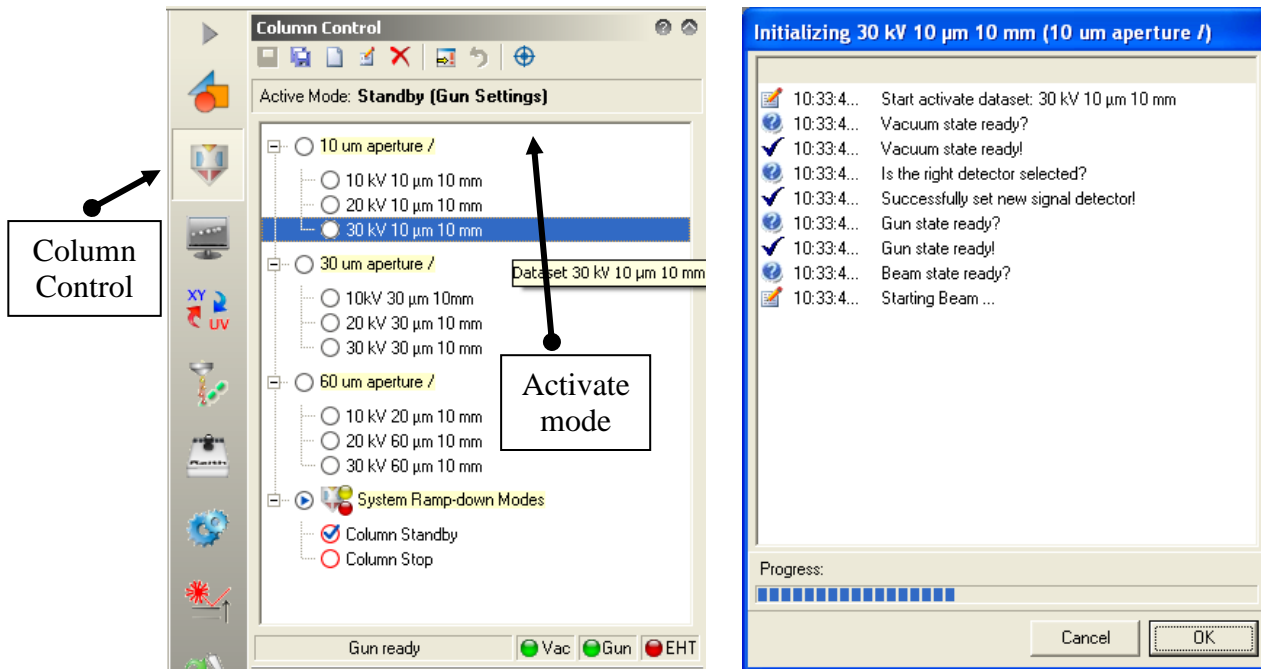 Column Control
Active Mode: Standby (Gun Settings)
10 um aperture /
10 kV 10 µm 10 mm
20 kV 10 µm 10 mm
30 kV 10 µm 10 mm
30 um aperture /
Dataset 30 kV 10 µm 10 mm
10kV 30 µm 10mm
20 kV 30 µm 10 mm
30 kV 30 µm 10 mm
60 um aperture /
10 kV 20 µm 10 mm
20 kV 60 µm 10 mm
30 kV 60 µm 10 mm
System Ramp-down Modes
Column Standby
Column Stop
Gun ready
Vac
Gun
EHT
Column
Control
XY
UV
Raith
Activate
mode
Initializing 30 kV 10 µm 10 mm (10 um aperture /)
10:33:4... Start activate dataset: 30 kV 10 µm 10 mm
10:33:4... Vacuum state ready?
10:33:4... Vacuum state ready!
10:33:4... Is the right detector selected?
10:33:4... Successfully set new signal detector!
10:33:4... Gun state ready?
10:33:4... Gun state ready!
10:33:4... Beam state ready?
10:33:4... Starting Beam ...
Progress:
Cancel
OK